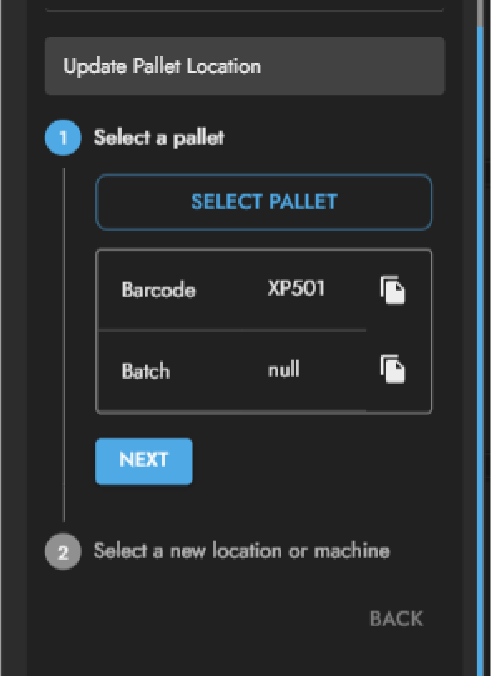 Update Pallet Location
1 Select a pallet
SELECT PALLET
Barcode XP501
Batch null
NEXT
2 Select a new location or machine
BACK